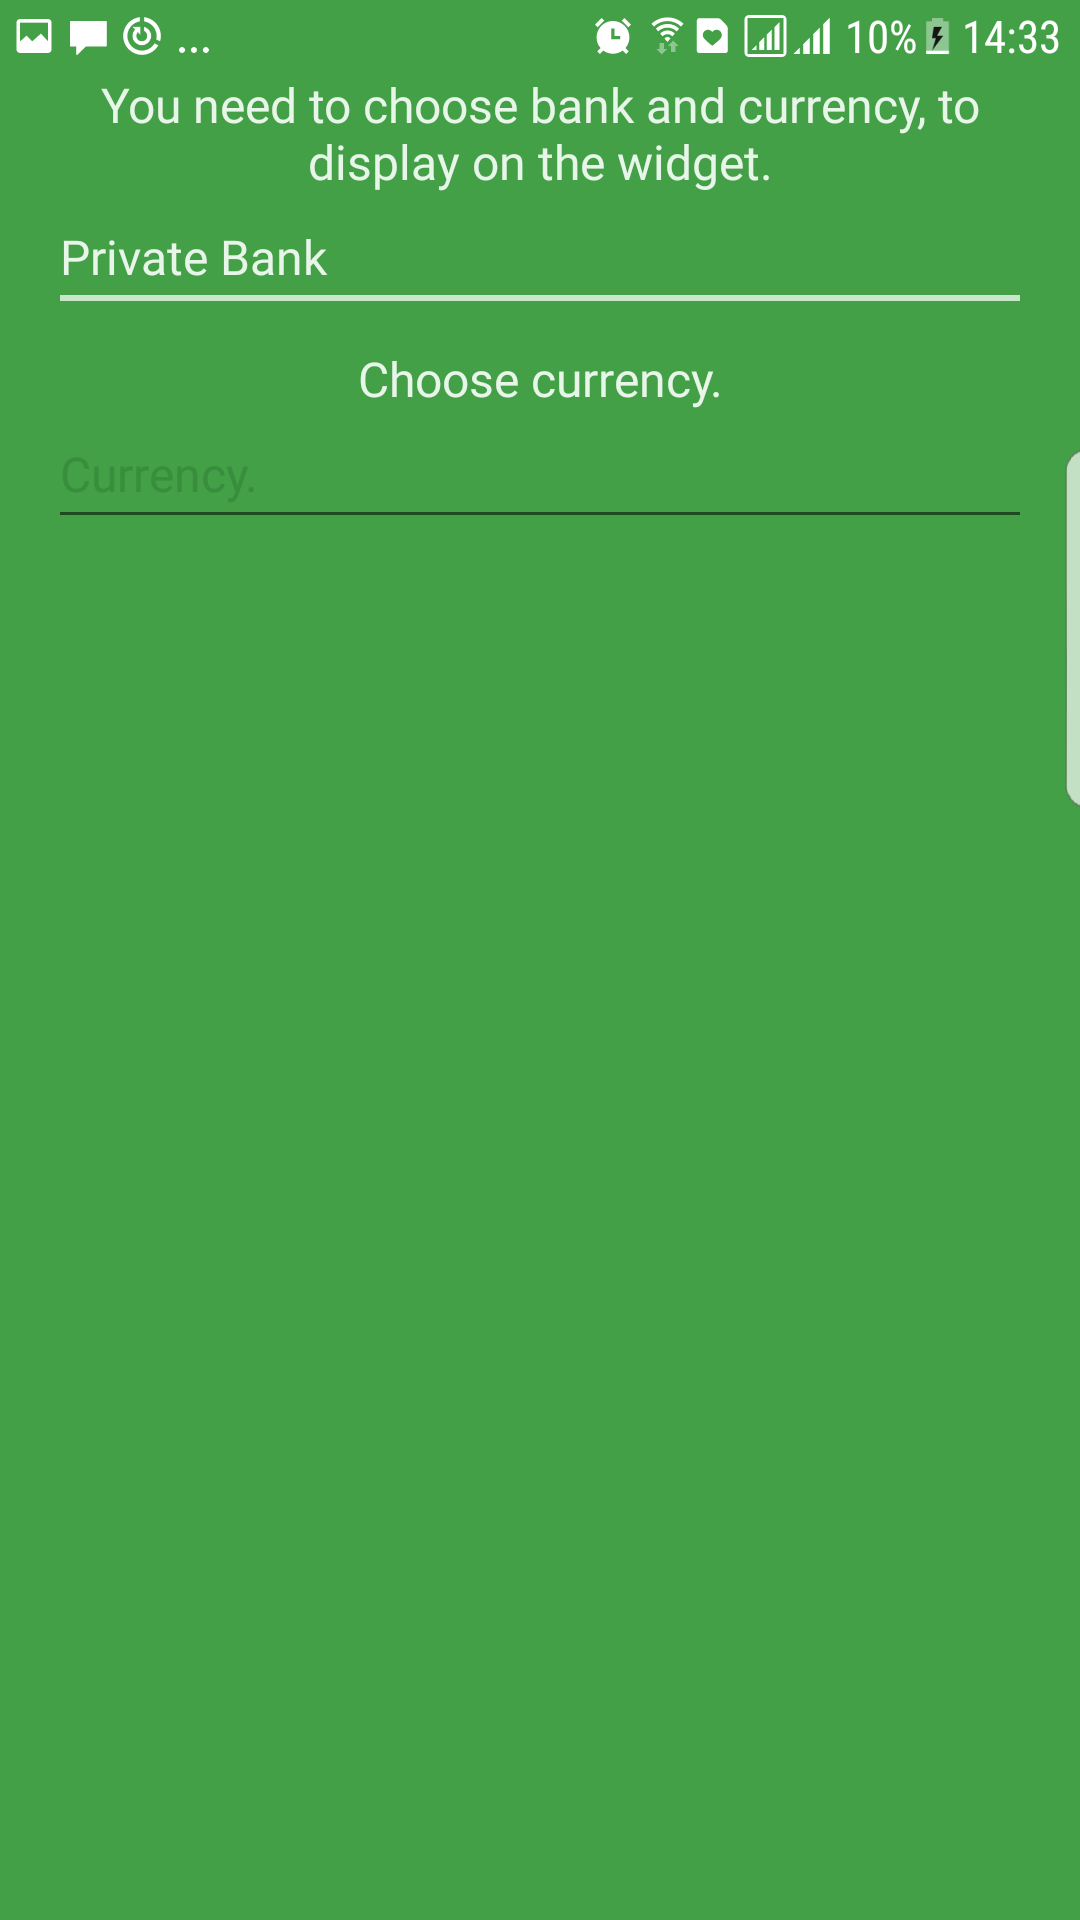 10% 14:33
You need to choose bank and currency, to
display on the widget.
Private Bank
Choose currency.
Currency.